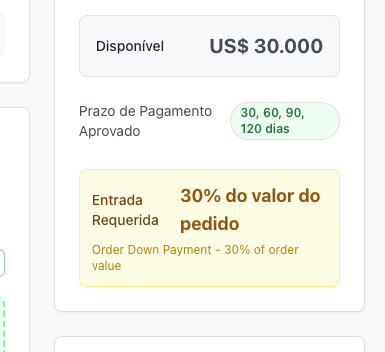 Disponível US$ 30.000
Prazo de Pagamento
Aprovado
30, 60, 90,
120 dias
Entrada
Requerida
30% do valor do
pedido
Order Down Payment - 30% of order
value